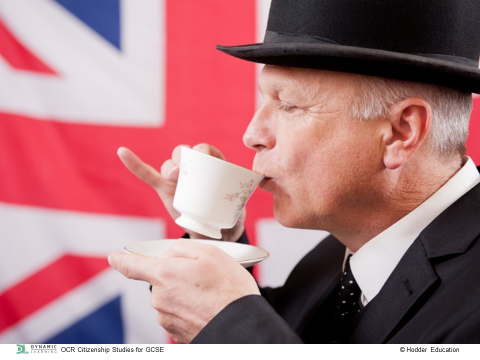 DYNAMIC LEARNING OCR Citizenship Studies for GCSE © Hodder Education